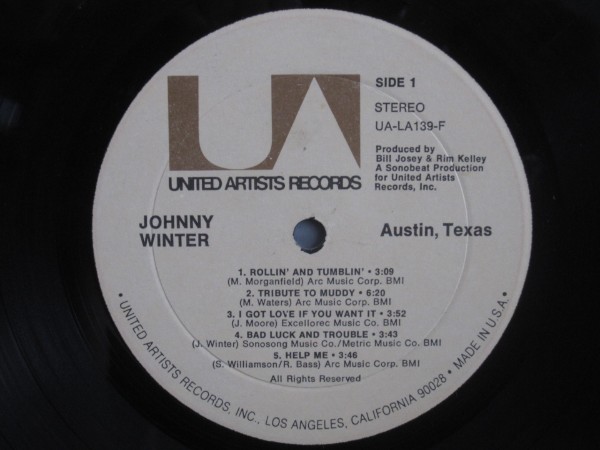 UA
UNITED ARTISTS RECORDS
SIDE 1
STEREO
UA-LA139-F
Produced by
Bill Josey & Rim Kelley
A Sonobeat Production
for United Artists
Records, Inc.
JOHNNY
WINTER
Austin, Texas
1. ROLLIN' AND TUMBLIN' • 3:09
(M. Morganfield) Arc Music Corp. BMI
2. TRIBUTE TO MUDDY • 6:20
(M. Waters) Arc Music Corp. BMI
3. I GOT LOVE IF YOU WANT IT • 3:52
(J. Moore) Excellorec Music Co. BMI
4. BAD LUCK AND TROUBLE • 3:43
(J. Winter) Sonosong Music Co./Metric Music Co. BMI
5. HELP ME • 3:46
(S. Williamson/R. Bass) Arc Music Corp. BMI
All Rights Reserved
• UNITED ARTISTS RECORDS, INC., LOS ANGELES, CALIFORNIA 90028 • MADE IN U.S.A. •